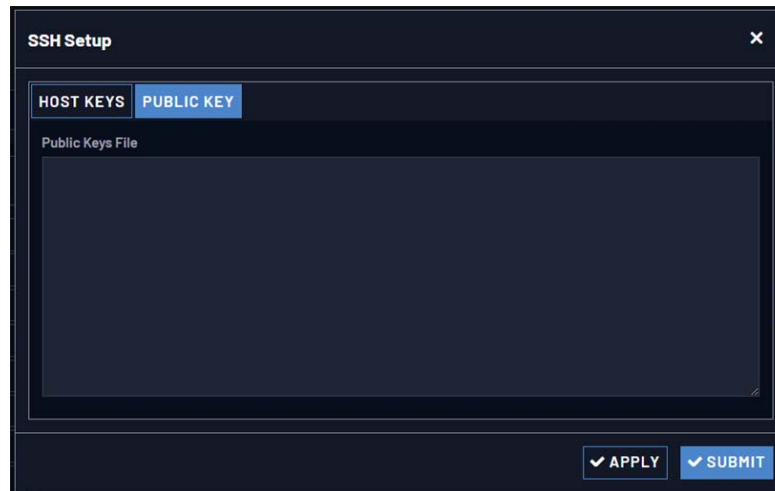 SSH Setup
HOST KEYS PUBLIC KEY
Public Keys File
APPLY SUBMIT